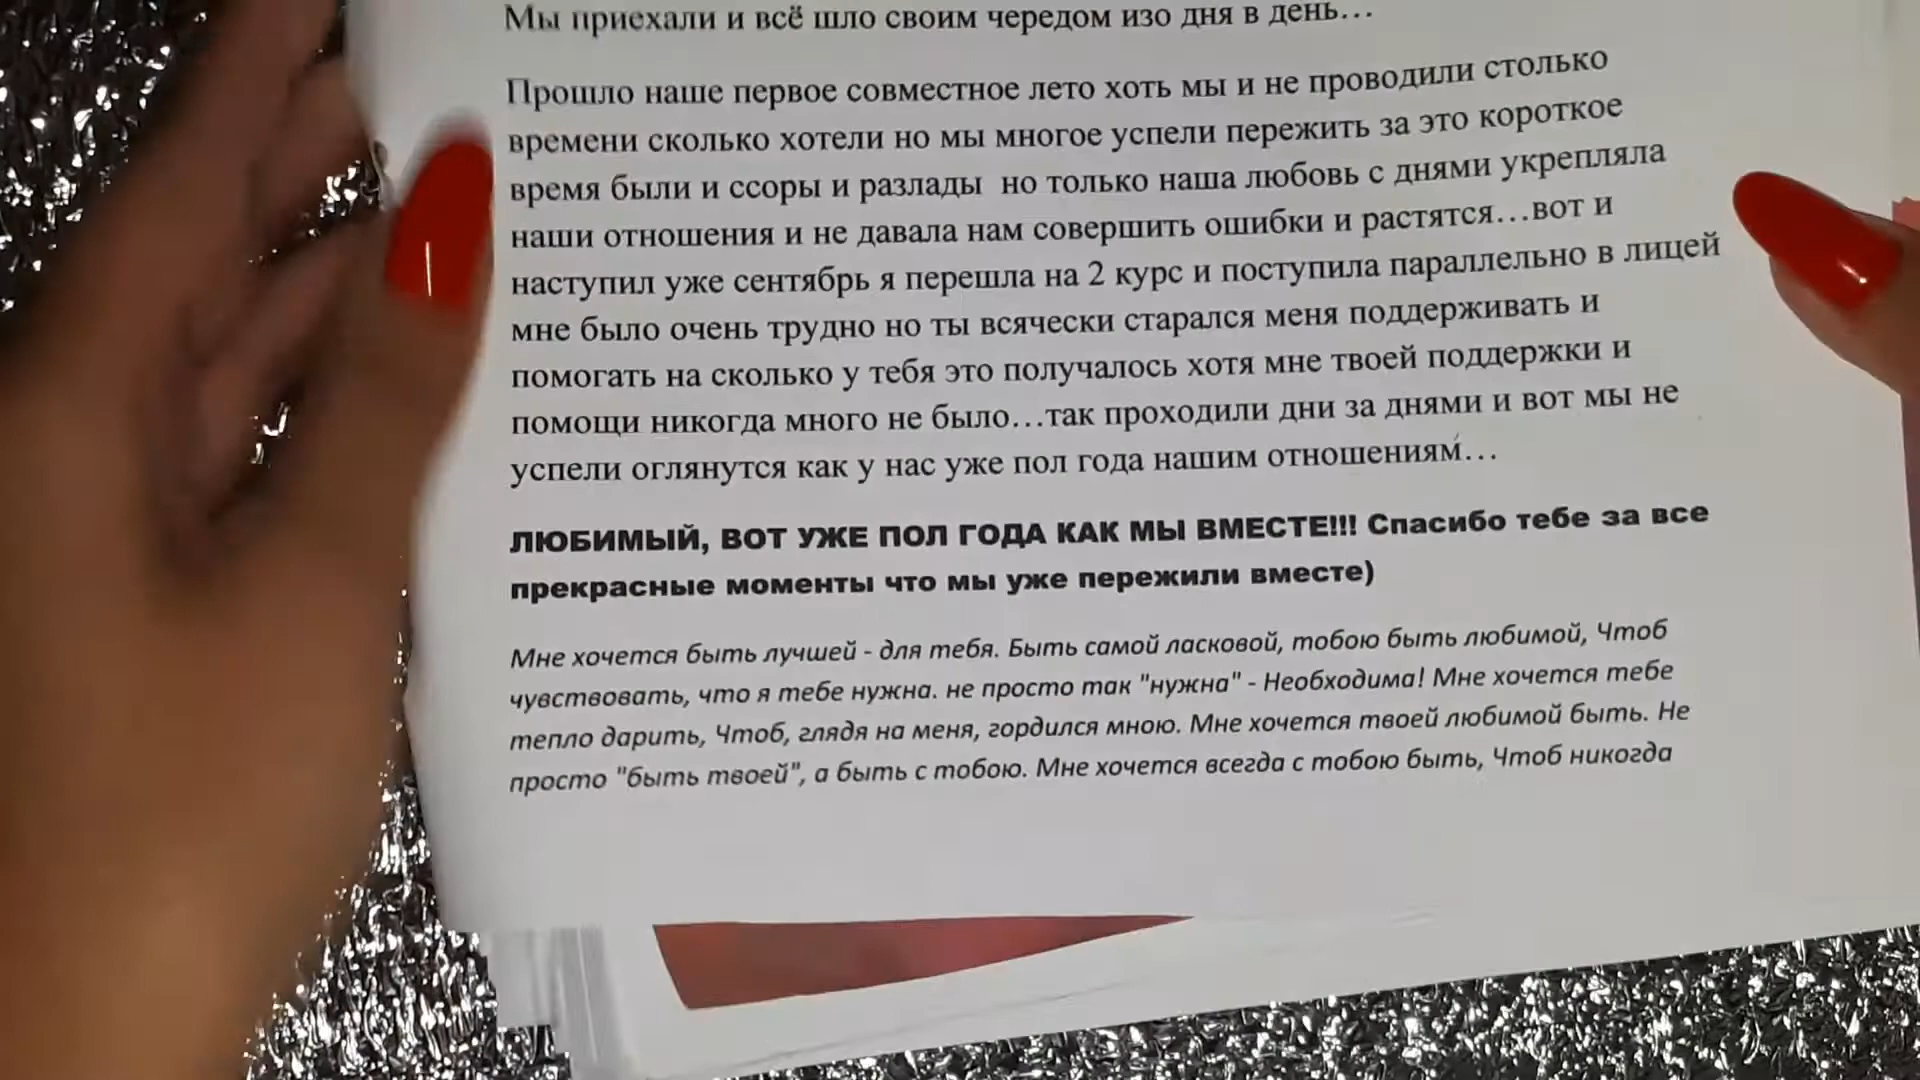 Мы приехали и всё шло своим чередом изо дня в день…
Прошло наше первое совместное лето хоть мы и не проводили столько
времени сколько хотели но мы многое успели пережить за это короткое
время были и ссоры и разлады но только наша любовь с днями укрепляла
наши отношения и не давала нам совершить ошибки и растятся…вот и
наступил уже сентябрь я перешла на 2 курс и поступила параллельно в лицей
мне было очень трудно но ты всячески старался меня поддерживать и
помогать на сколько у тебя это получалось хотя мне твоей поддержки и
помощи никогда много не было…так проходили дни за днями и вот мы не
успели оглянутся как у нас уже пол года нашим отношениям…
ЛЮБИМЫЙ, ВОТ УЖЕ ПОЛ ГОДА КАК МЫ ВМЕСТЕ!!! Спасибо тебе за все
прекрасные моменты что мы уже пережили вместе)
Мне хочется быть лучшей - для тебя. Быть самой ласковой, тобою быть любимой, Чтоб
чувствовать, что я тебе нужна. не просто так "нужна" - Необходима! Мне хочется тебе
тепло дарить, Чтоб, глядя на меня, гордился мною. Мне хочется твоей любимой быть. Не
просто "быть твоей", а быть с тобою. Мне хочется всегда с тобою быть, Чтоб никогда